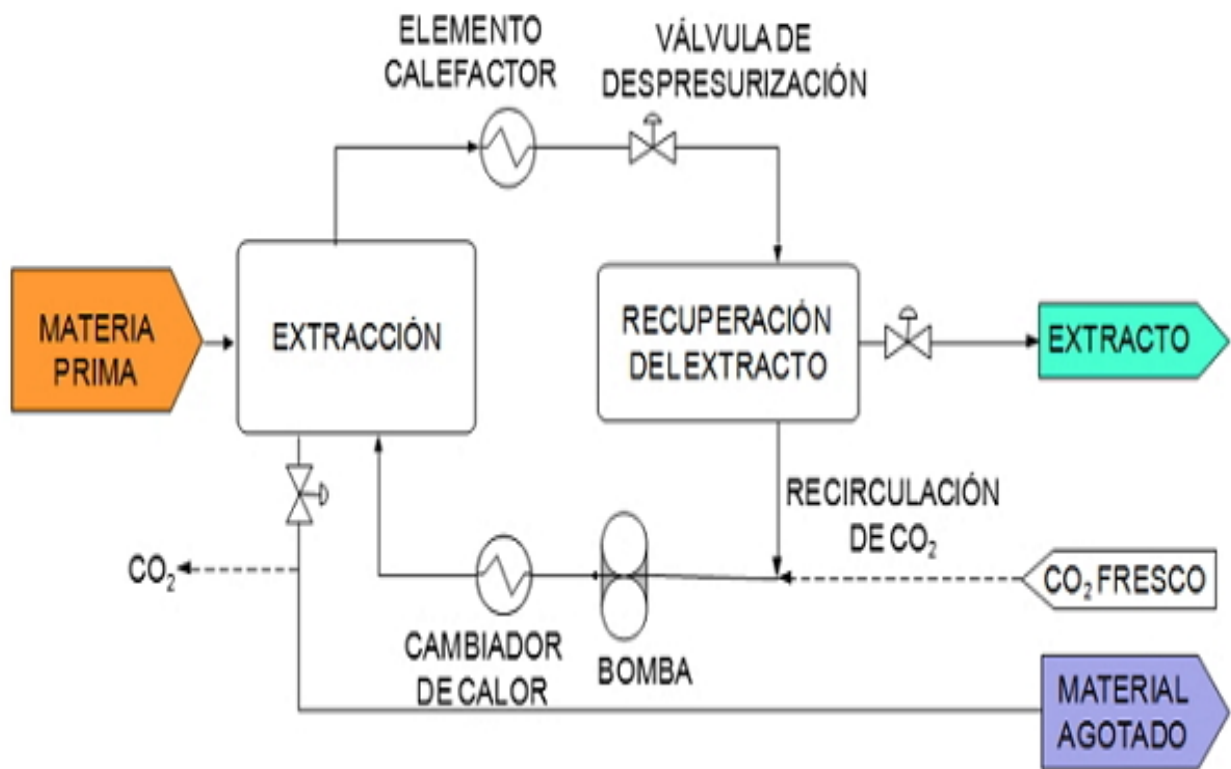 ELEMENTO
CALEFACTOR
VÁLVULA DE
DESPRESURIZACIÓN
MATERIA
PRIMA
EXTRACCIÓN
RECUPERACIÓN
DEL EXTRACTO
EXTRACTO
RECIRCULACIÓN
DE CO₂
CO₂
CO₂ FRESCO
CAMBIADOR
DE CALOR
BOMBA
MATERIAL
AGOTADO